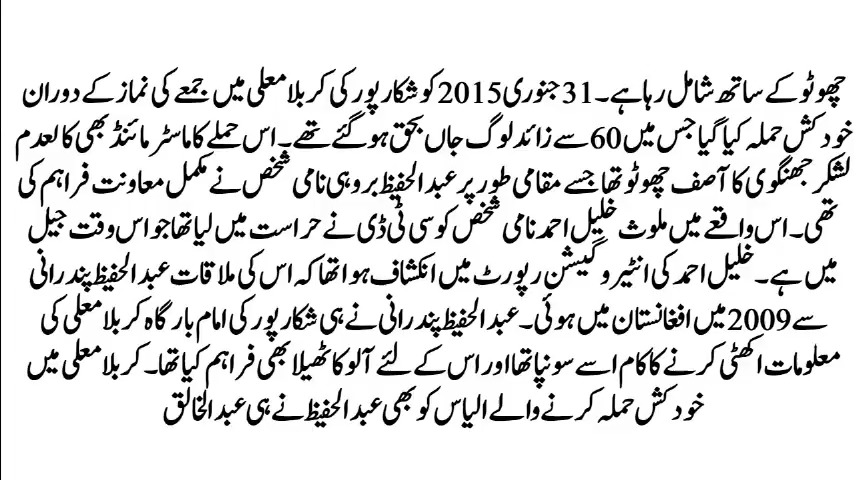 چھوٹو کے ساتھ شامل رہا ہے۔ 31 جنوری 2015 کو شکارپور کی کربلا معلی میں جمعے کی نماز کے دوران
خودکش حملہ کیا گیا جس میں 60 سے زائد لوگ جاں بحق ہو گئے تھے۔ اس حملے کا ماسٹر مائنڈ بھی کالعدم
لشکر جھنگوی کا آصف چھوٹو تھا جسے مقامی طور پر عبدالحفیظ بروہی نامی شخص نے مکمل معاونت فراہم کی
تھی۔ اس واقعے میں ملوث خلیل احمد نامی شخص کو سی ٹی ڈی نے حراست میں لیا تھا جو اس وقت جیل
میں ہے۔ خلیل احمد کی انٹیروگیشن رپورٹ میں انکشاف ہوا تھا کہ اس کی ملاقات عبدالحفیظ پندرانی
سے 2009 میں افغانستان میں ہوئی۔ عبدالحفیظ پندرانی نے ہی شکارپور کی امام بارگاہ کربلا معلی کی
معلومات اکھٹی کرنے کا کام اسے سونپا تھا اور اس کے لئے آلو کا ٹھیلا بھی فراہم کیا تھا۔ کربلا معلی میں
خودکش حملہ کرنے والے الیاس کو بھی عبدالحفیظ نے ہی عبدالخالق